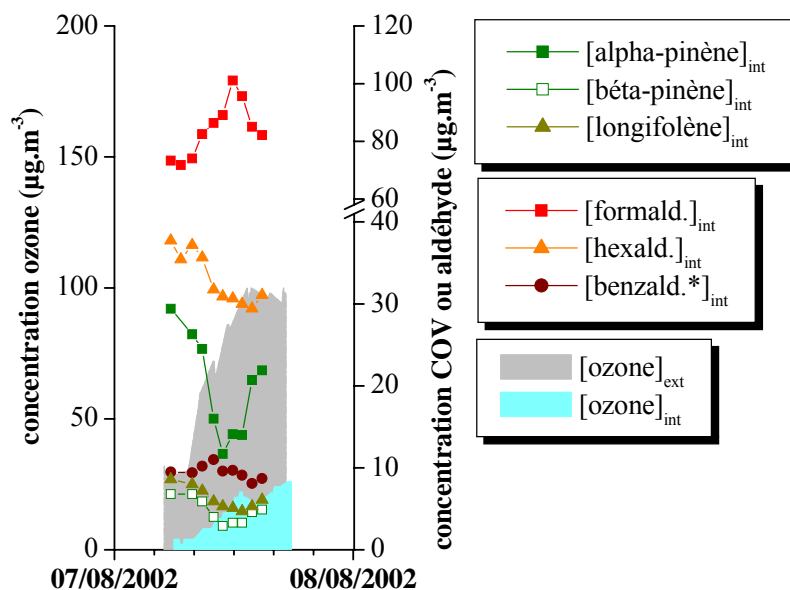 concentration ozone (µg.m-3)
200
150
100
50
0
07/08/2002
08/08/2002
120
100
80
60
40
30
20
10
0
concentration COV ou aldéhyde (µg.m-3)
[alpha-pinène]int
[béta-pinène]int
[longifolène]int
[formald.]int
[hexald.]int
[benzald.*]int
[ozone]ext
[ozone]int